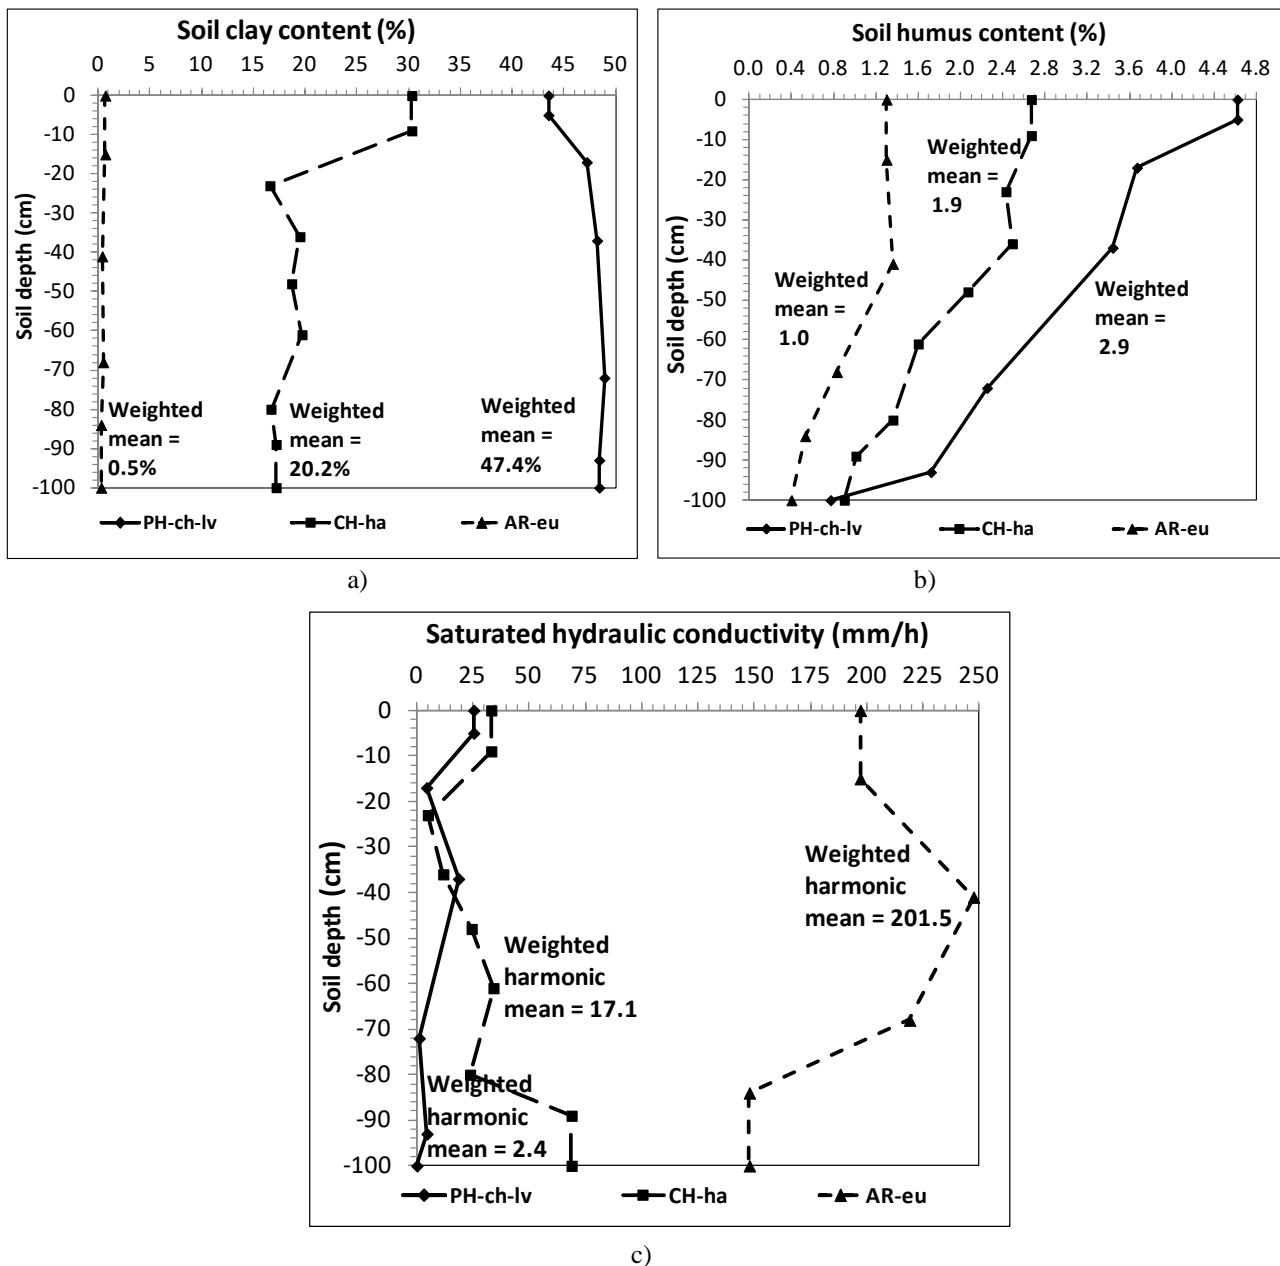 Soil clay content (%)
0 5 10 15 20 25 30 35 40 45 50
Soil depth (cm)
0
-10
-20
-30
-40
-50
-60
-70
-80
-90
-100
Weighted
mean =
0.5%
Weighted
mean =
20.2%
Weighted
mean =
47.4%
PH-ch-lv CH-ha AR-eu
a)
Soil humus content (%)
0.0 0.4 0.8 1.2 1.6 2.0 2.4 2.8 3.2 3.6 4.0 4.4 4.8
Soil depth (cm)
0
-10
-20
-30
-40
-50
-60
-70
-80
-90
-100
Weighted
mean =
1.9
Weighted
mean =
1.0
Weighted
mean =
2.9
PH-ch-lv CH-ha AR-eu
b)
Saturated hydraulic conductivity (mm/h)
0 25 50 75 100 125 150 175 200 225 250
Soil depth (cm)
0
-10
-20
-30
-40
-50
-60
-70
-80
-90
-100
Weighted
harmonic
mean = 201.5
Weighted
harmonic
mean = 17.1
Weighted
harmonic
mean = 2.4
PH-ch-lv CH-ha AR-eu
c)